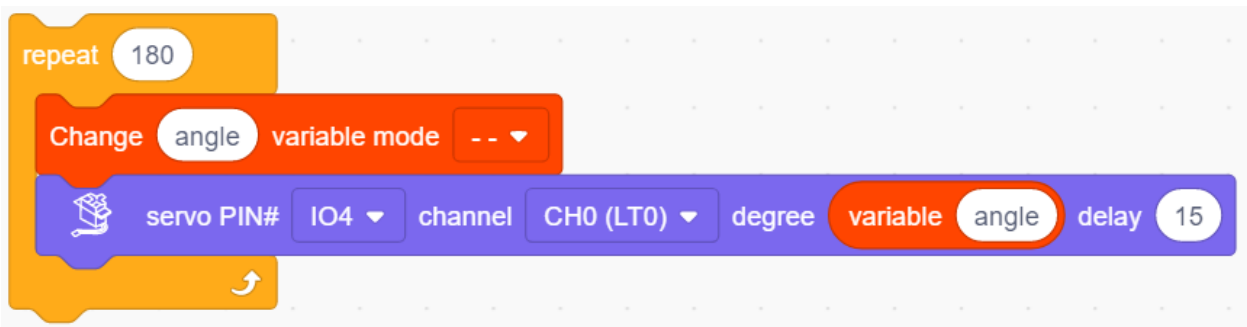 repeat 180
Change angle variable mode --
servo PIN# IO4 channel CH0 (LT0) degree variable angle delay 15